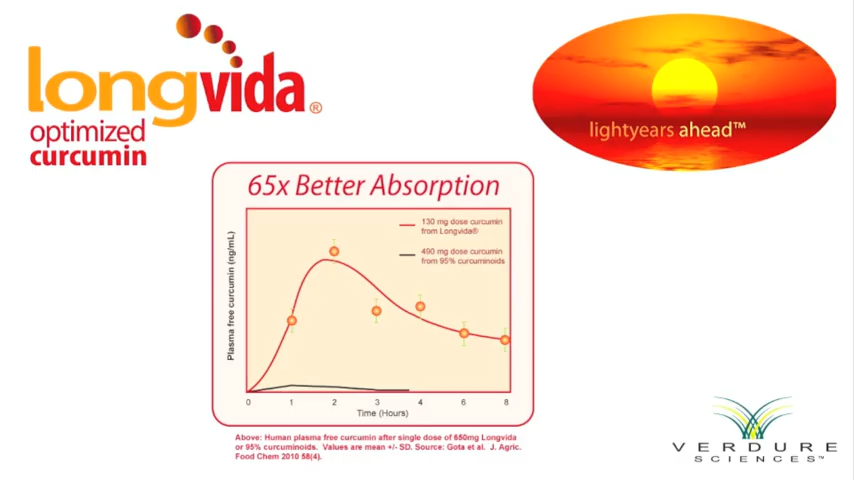 longvida®
optimized
curcumin
lightyears ahead™
65x Better Absorption
130 mg dose curcumin
from Longvida®
490 mg dose curcumin
from 95% curcuminoids
Plasma free curcumin (ng/mL)
0 1 2 3 4 6 8
Time (Hours)
Above: Human plasma free curcumin after single dose of 650mg Longvida
or 95% curcuminoids. Values are mean +/- SD. Source: Gota et al. J. Agric.
Food Chem 2010 58(4).
VERDURE
SCIENCES™